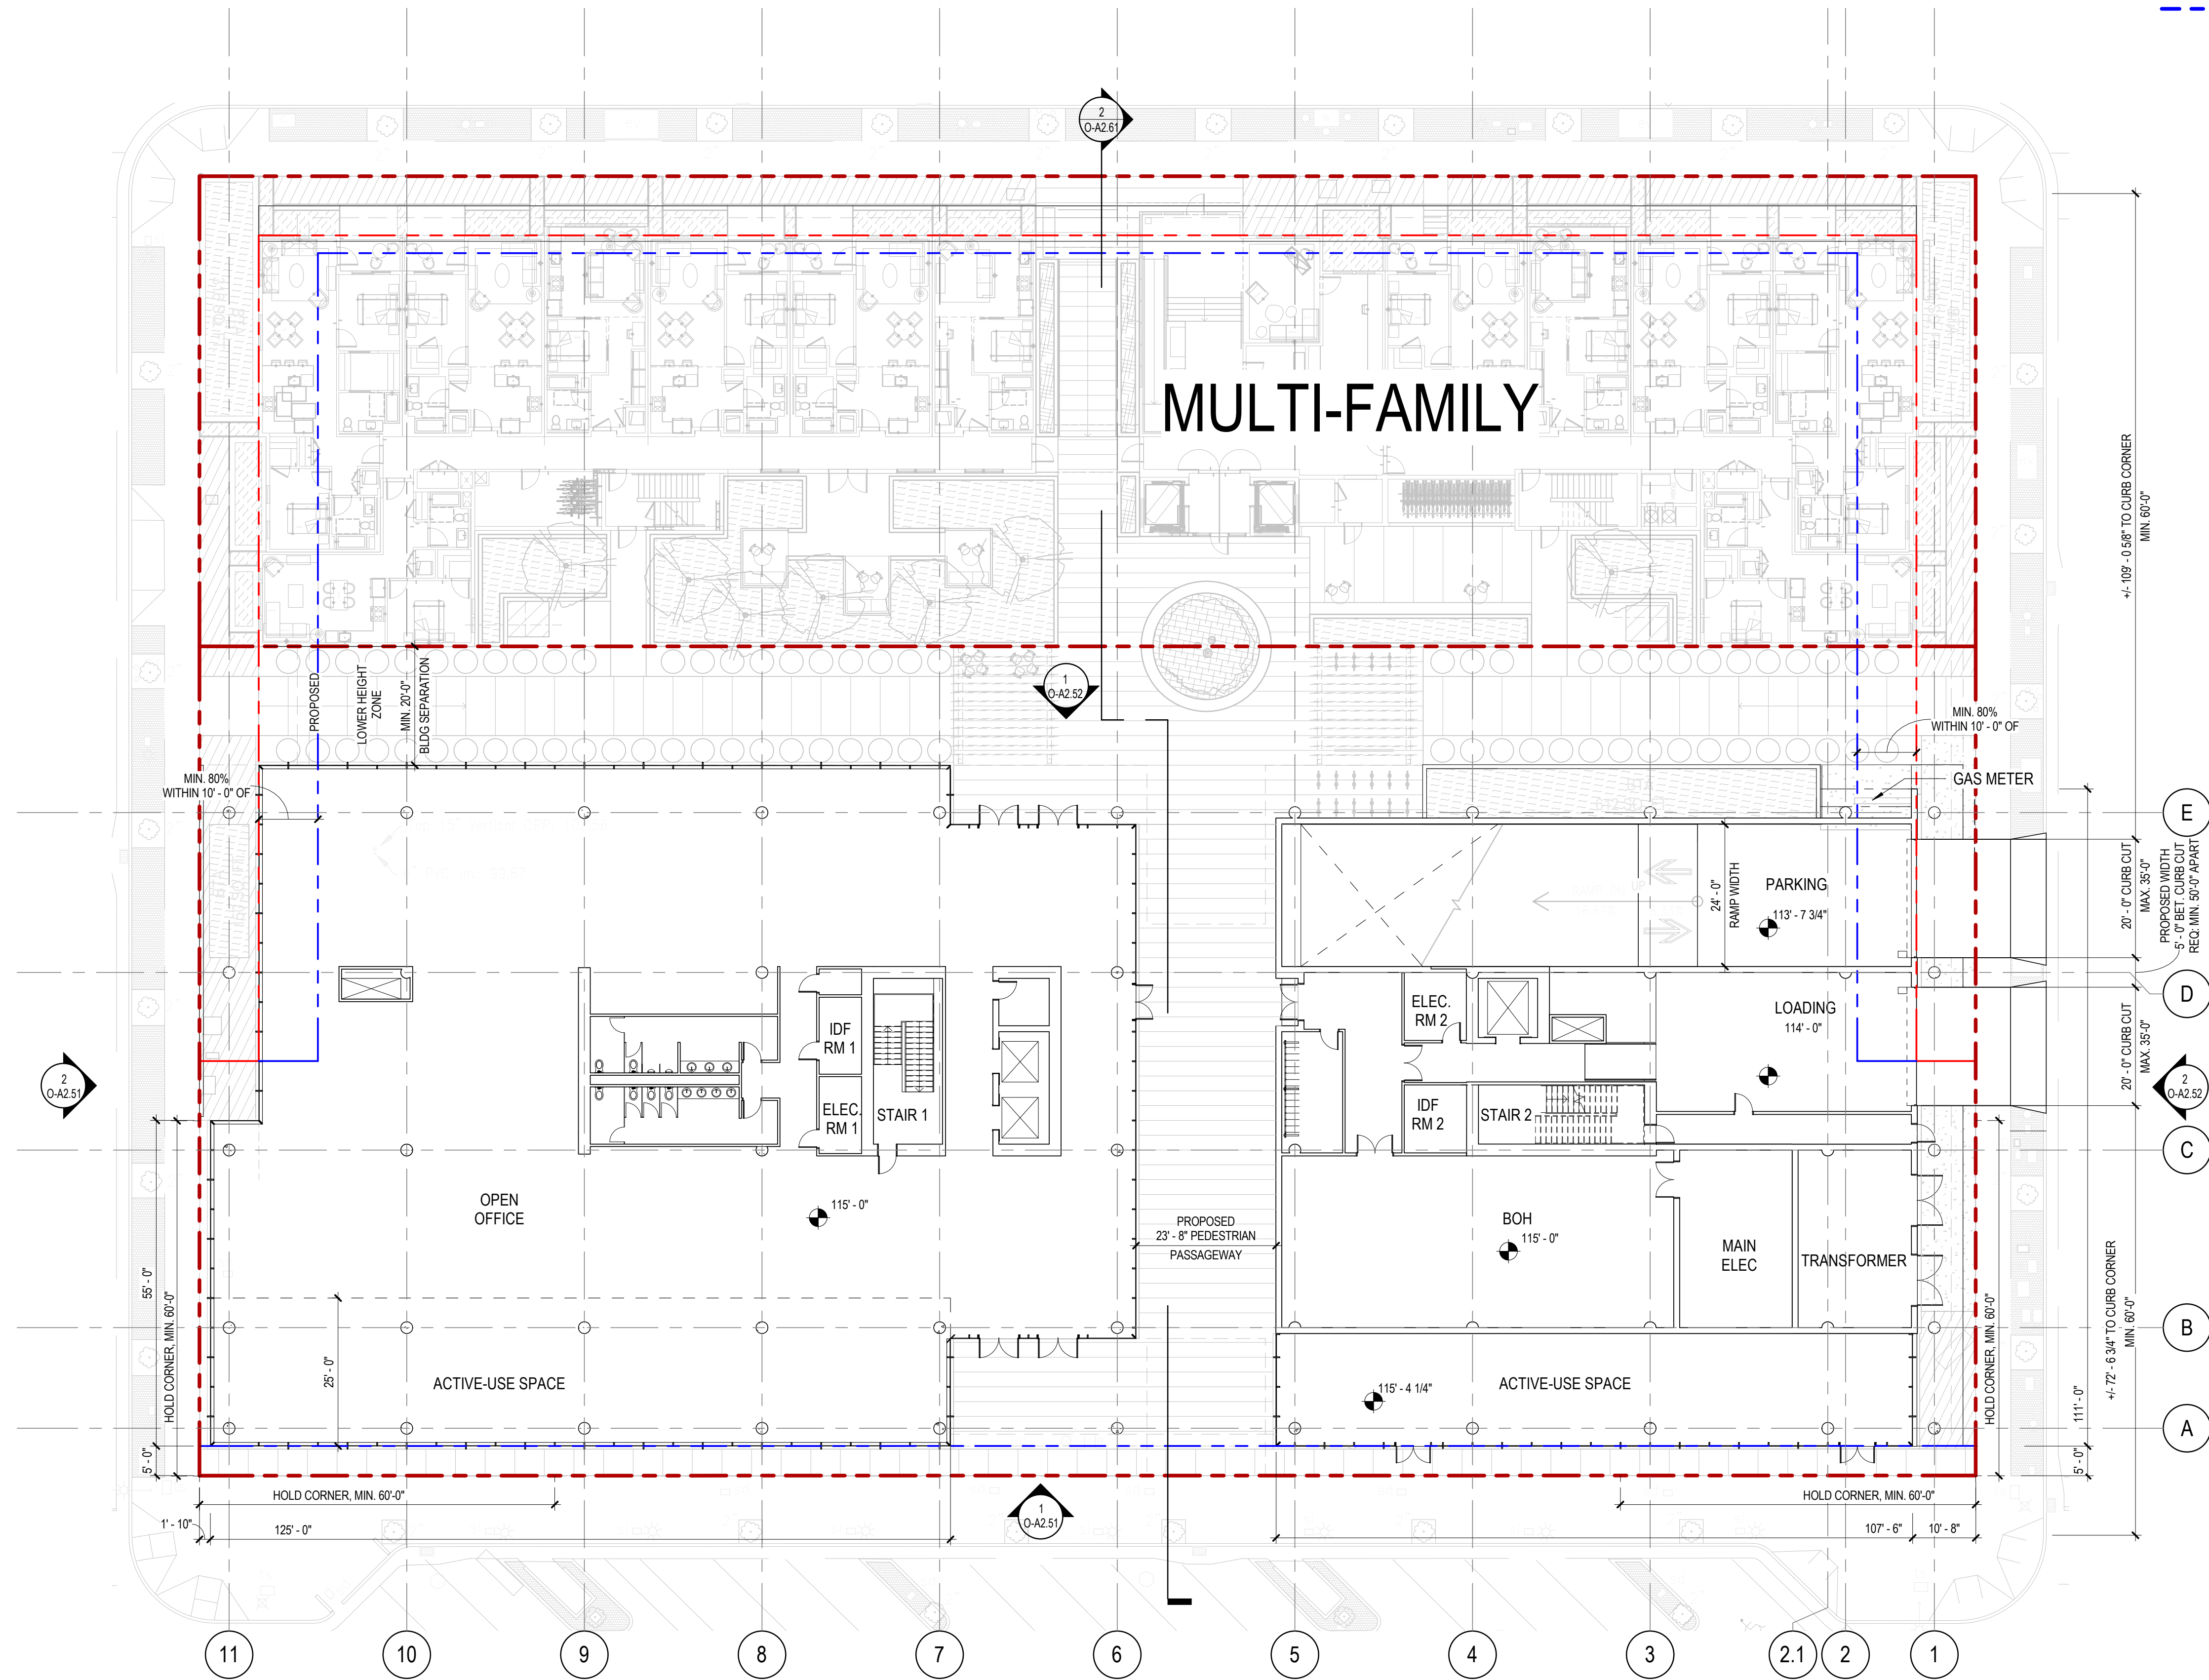 2
O-A2.61
MULTI-FAMILY
+/- 109' - 0 5/8" TO CURB CORNER
MIN. 60'-0"
PROPOSED
LOWER HEIGHT
ZONE
MIN. 20'-0"
BLDG SEPARATION
1
O-A2.52
MIN. 80%
WITHIN 10' - 0" OF
MIN. 80%
WITHIN 10' - 0" OF
GAS METER
E
20' - 0" CURB CUT
MAX. 35'-0"
PROPOSED WIDTH
5' - 0" BET. CURB CUT
REQ: MIN. 50'-0" APART
24' - 0"
RAMP WIDTH
PARKING
113' - 7 3/4"
D
ELEC.
RM 2
LOADING
114' - 0"
IDF
RM 1
20' - 0" CURB CUT
MAX. 35'-0"
2
O-A2.51
2
O-A2.52
ELEC.
RM 1
STAIR 1
IDF
RM 2
STAIR 2
C
OPEN
OFFICE
115' - 0"
PROPOSED
23' - 8" PEDESTRIAN
PASSAGEWAY
BOH
115' - 0"
MAIN
ELEC
TRANSFORMER
55' - 0"
HOLD CORNER, MIN. 60'-0"
25' - 0"
+/- 72' - 6 3/4" TO CURB CORNER
MIN. 60'-0"
HOLD CORNER, MIN. 60'-0"
B
ACTIVE-USE SPACE
115' - 4 1/4"
ACTIVE-USE SPACE
111' - 0"
A
5' - 0"
5' - 0"
HOLD CORNER, MIN. 60'-0"
HOLD CORNER, MIN. 60'-0"
1' - 10"
125' - 0"
1
O-A2.51
107' - 6"
10' - 8"
11
10
9
8
7
6
5
4
3
2.1
2
1